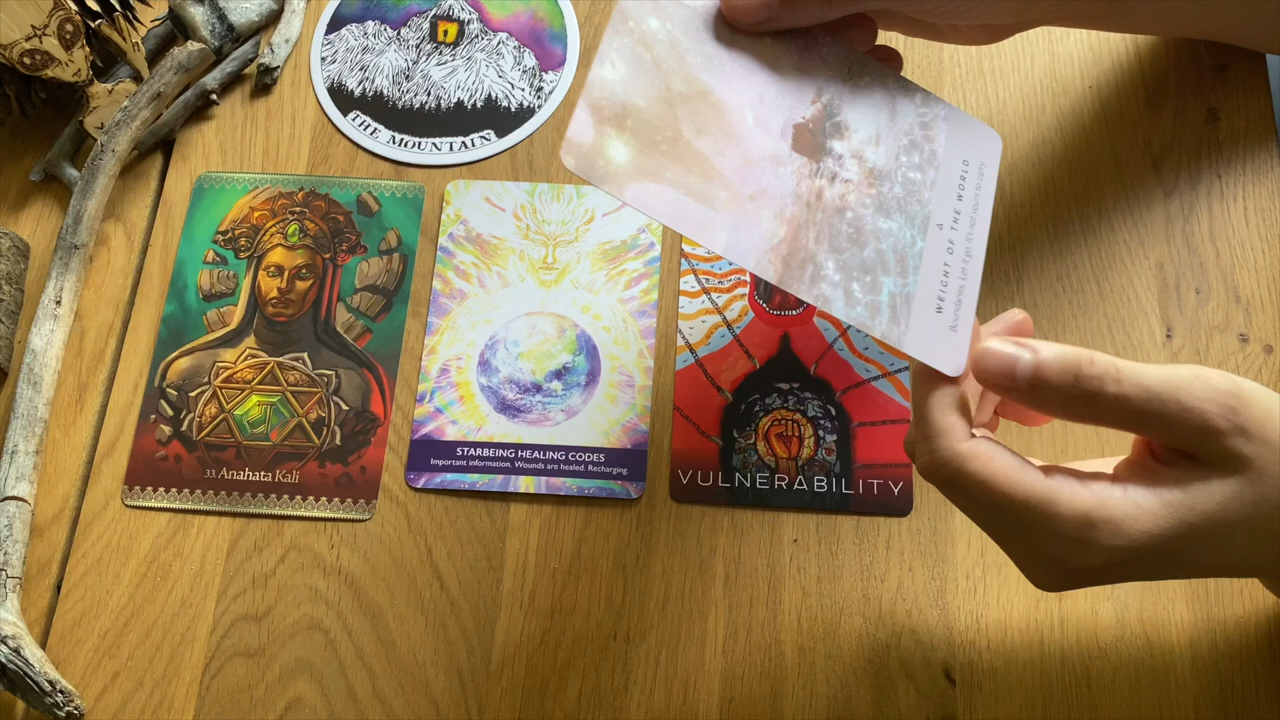 THE MOUNTAIN
WEIGHT OF THE WORLD
Boundaries. Let it go. It's not yours to carry.
33. Anahata Kali
STARBEING HEALING CODES
Important information. Wounds are healed. Recharging.
VULNERABILITY